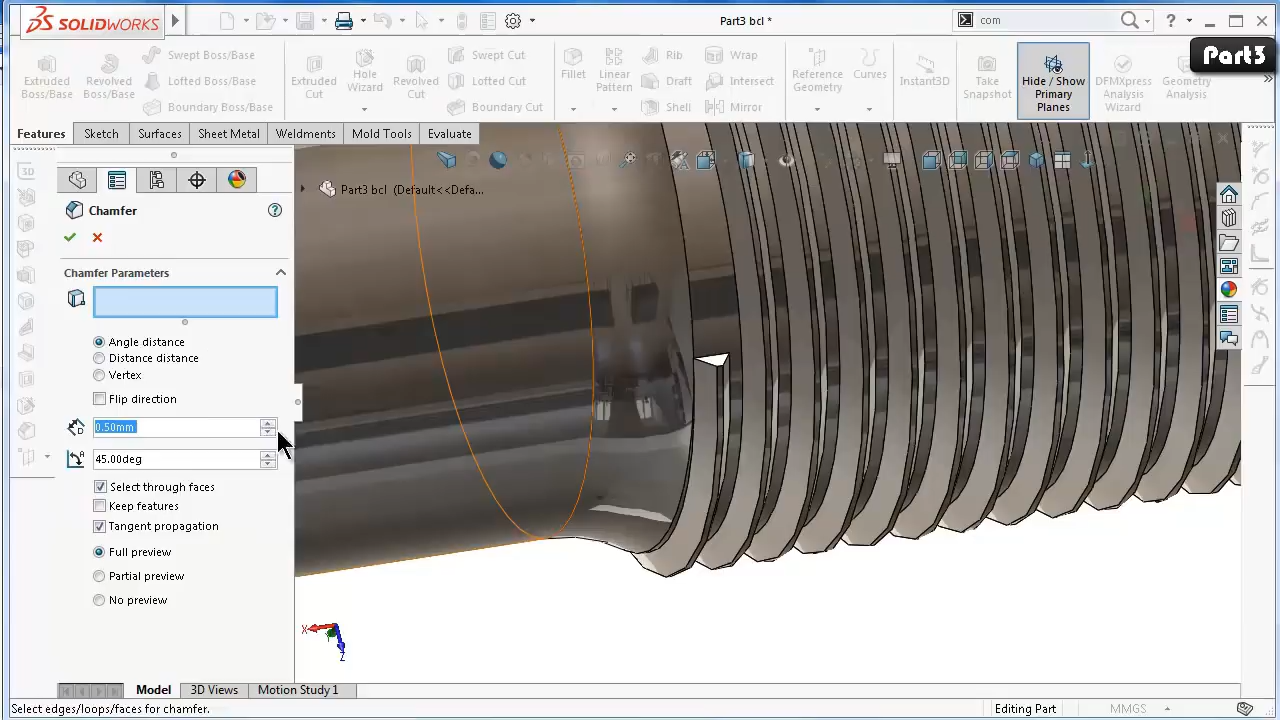 SOLIDWORKS
Part3 bcl *
com
Part3
Extruded Boss/Base
Revolved Boss/Base
Swept Boss/Base
Lofted Boss/Base
Boundary Boss/Base
Extruded Cut
Hole Wizard
Revolved Cut
Swept Cut
Lofted Cut
Boundary Cut
Fillet
Linear Pattern
Rib
Draft
Shell
Wrap
Intersect
Mirror
Reference Geometry
Curves
Instant3D
Take Snapshot
Hide / Show Primary Planes
DFMXpress Analysis Wizard
Geometry Analysis
Features
Sketch
Surfaces
Sheet Metal
Weldments
Mold Tools
Evaluate
3D
Part3 bcl (Default<<Defa...
Chamfer
Chamfer Parameters
Angle distance
Distance distance
Vertex
Flip direction
D
0.50mm
A
45.00deg
Select through faces
Keep features
Tangent propagation
Full preview
Partial preview
No preview
X
Y
Z
Model
3D Views
Motion Study 1
Select edges/loops/faces for chamfer.
Editing Part
MMGS